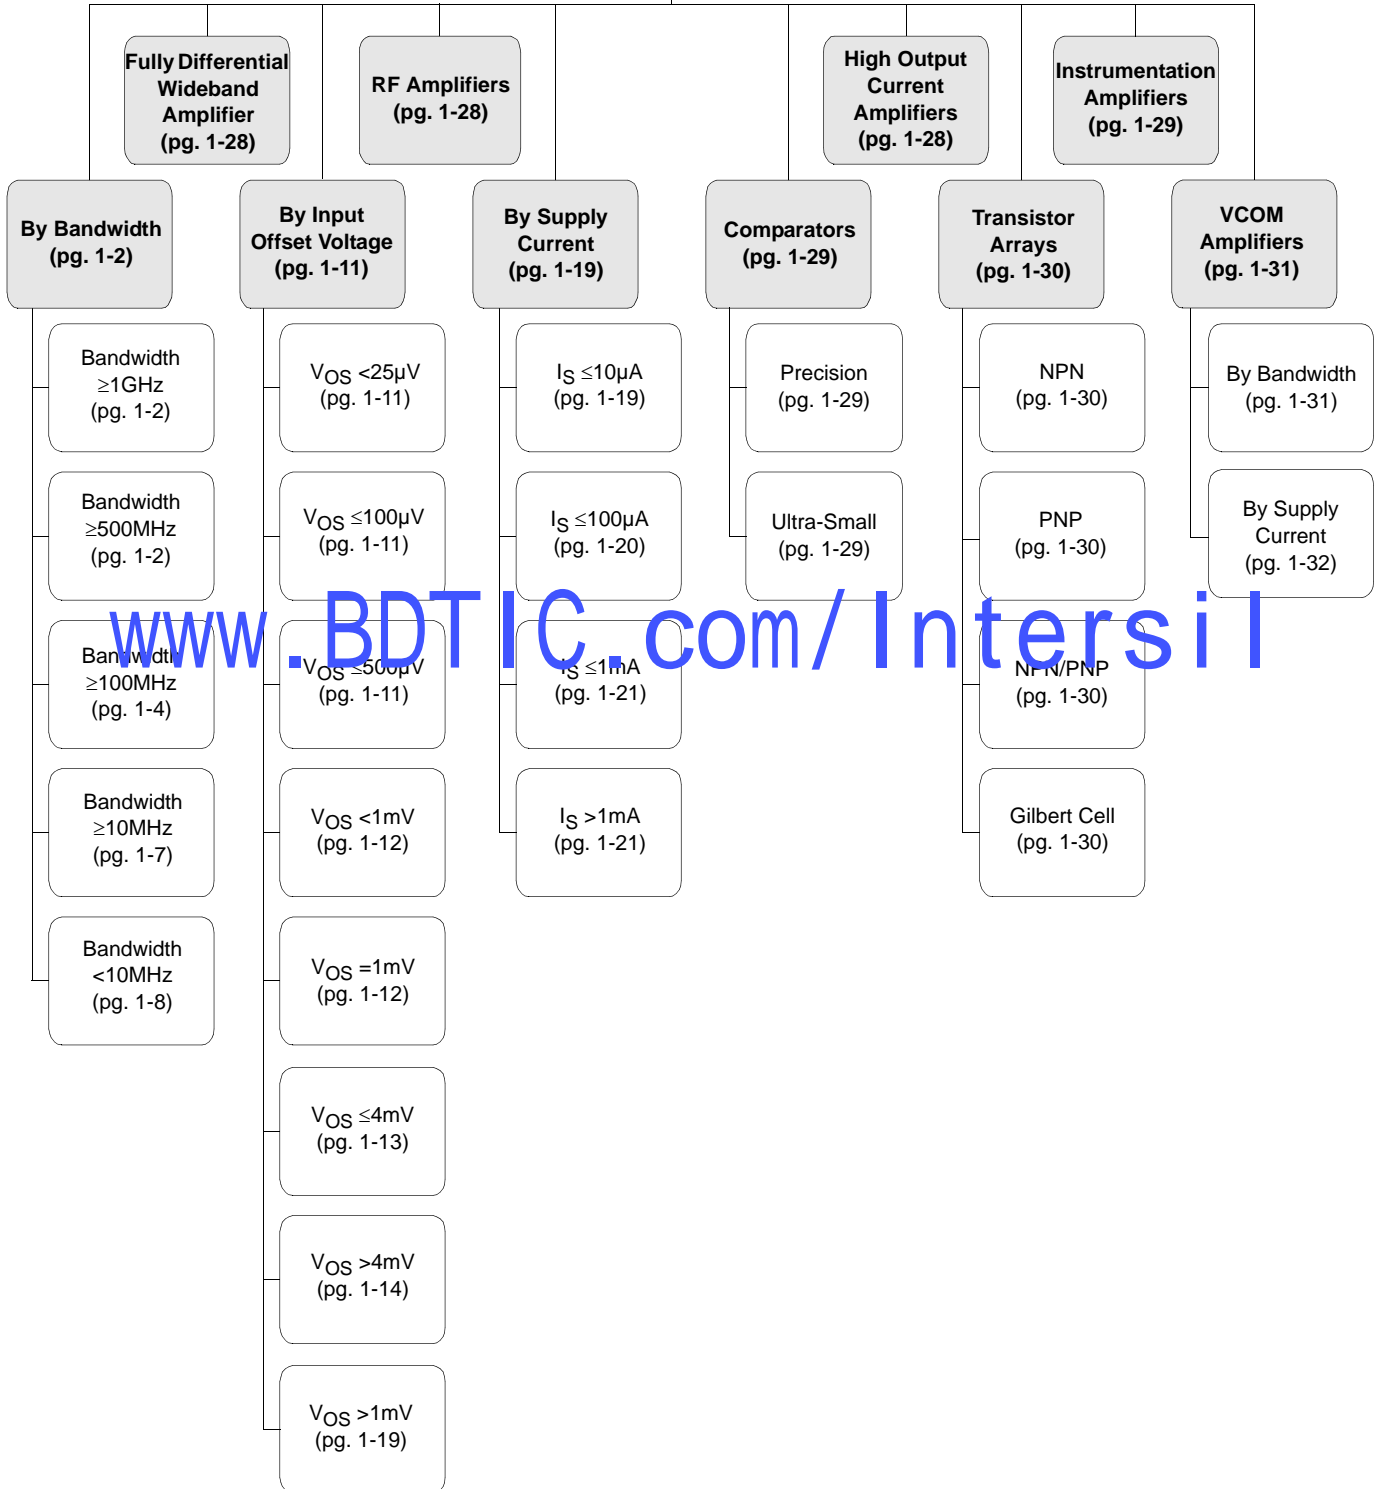 Fully Differential
Wideband
Amplifier
(pg. 1-28)
RF Amplifiers
(pg. 1-28)
High Output
Current
Amplifiers
(pg. 1-28)
Instrumentation
Amplifiers
(pg. 1-29)
By Bandwidth
(pg. 1-2)
By Input
Offset Voltage
(pg. 1-11)
By Supply
Current
(pg. 1-19)
Comparators
(pg. 1-29)
Transistor
Arrays
(pg. 1-30)
VCOM
Amplifiers
(pg. 1-31)
Bandwidth
≥1GHz
(pg. 1-2)
Bandwidth
≥500MHz
(pg. 1-2)
Bandwidth
≥100MHz
(pg. 1-4)
Bandwidth
≥10MHz
(pg. 1-7)
Bandwidth
<10MHz
(pg. 1-8)
VOS <25µV
(pg. 1-11)
VOS ≤100µV
(pg. 1-11)
VOS ≤500µV
(pg. 1-11)
VOS <1mV
(pg. 1-12)
VOS =1mV
(pg. 1-12)
VOS ≤4mV
(pg. 1-13)
VOS >4mV
(pg. 1-14)
VOS >1mV
(pg. 1-19)
IS ≤10µA
(pg. 1-19)
IS ≤100µA
(pg. 1-20)
IS ≤1mA
(pg. 1-21)
IS >1mA
(pg. 1-21)
Precision
(pg. 1-29)
Ultra-Small
(pg. 1-29)
NPN
(pg. 1-30)
PNP
(pg. 1-30)
NPN/PNP
(pg. 1-30)
Gilbert Cell
(pg. 1-30)
By Bandwidth
(pg. 1-31)
By Supply
Current
(pg. 1-32)
www.BDTIC.com/Intersil